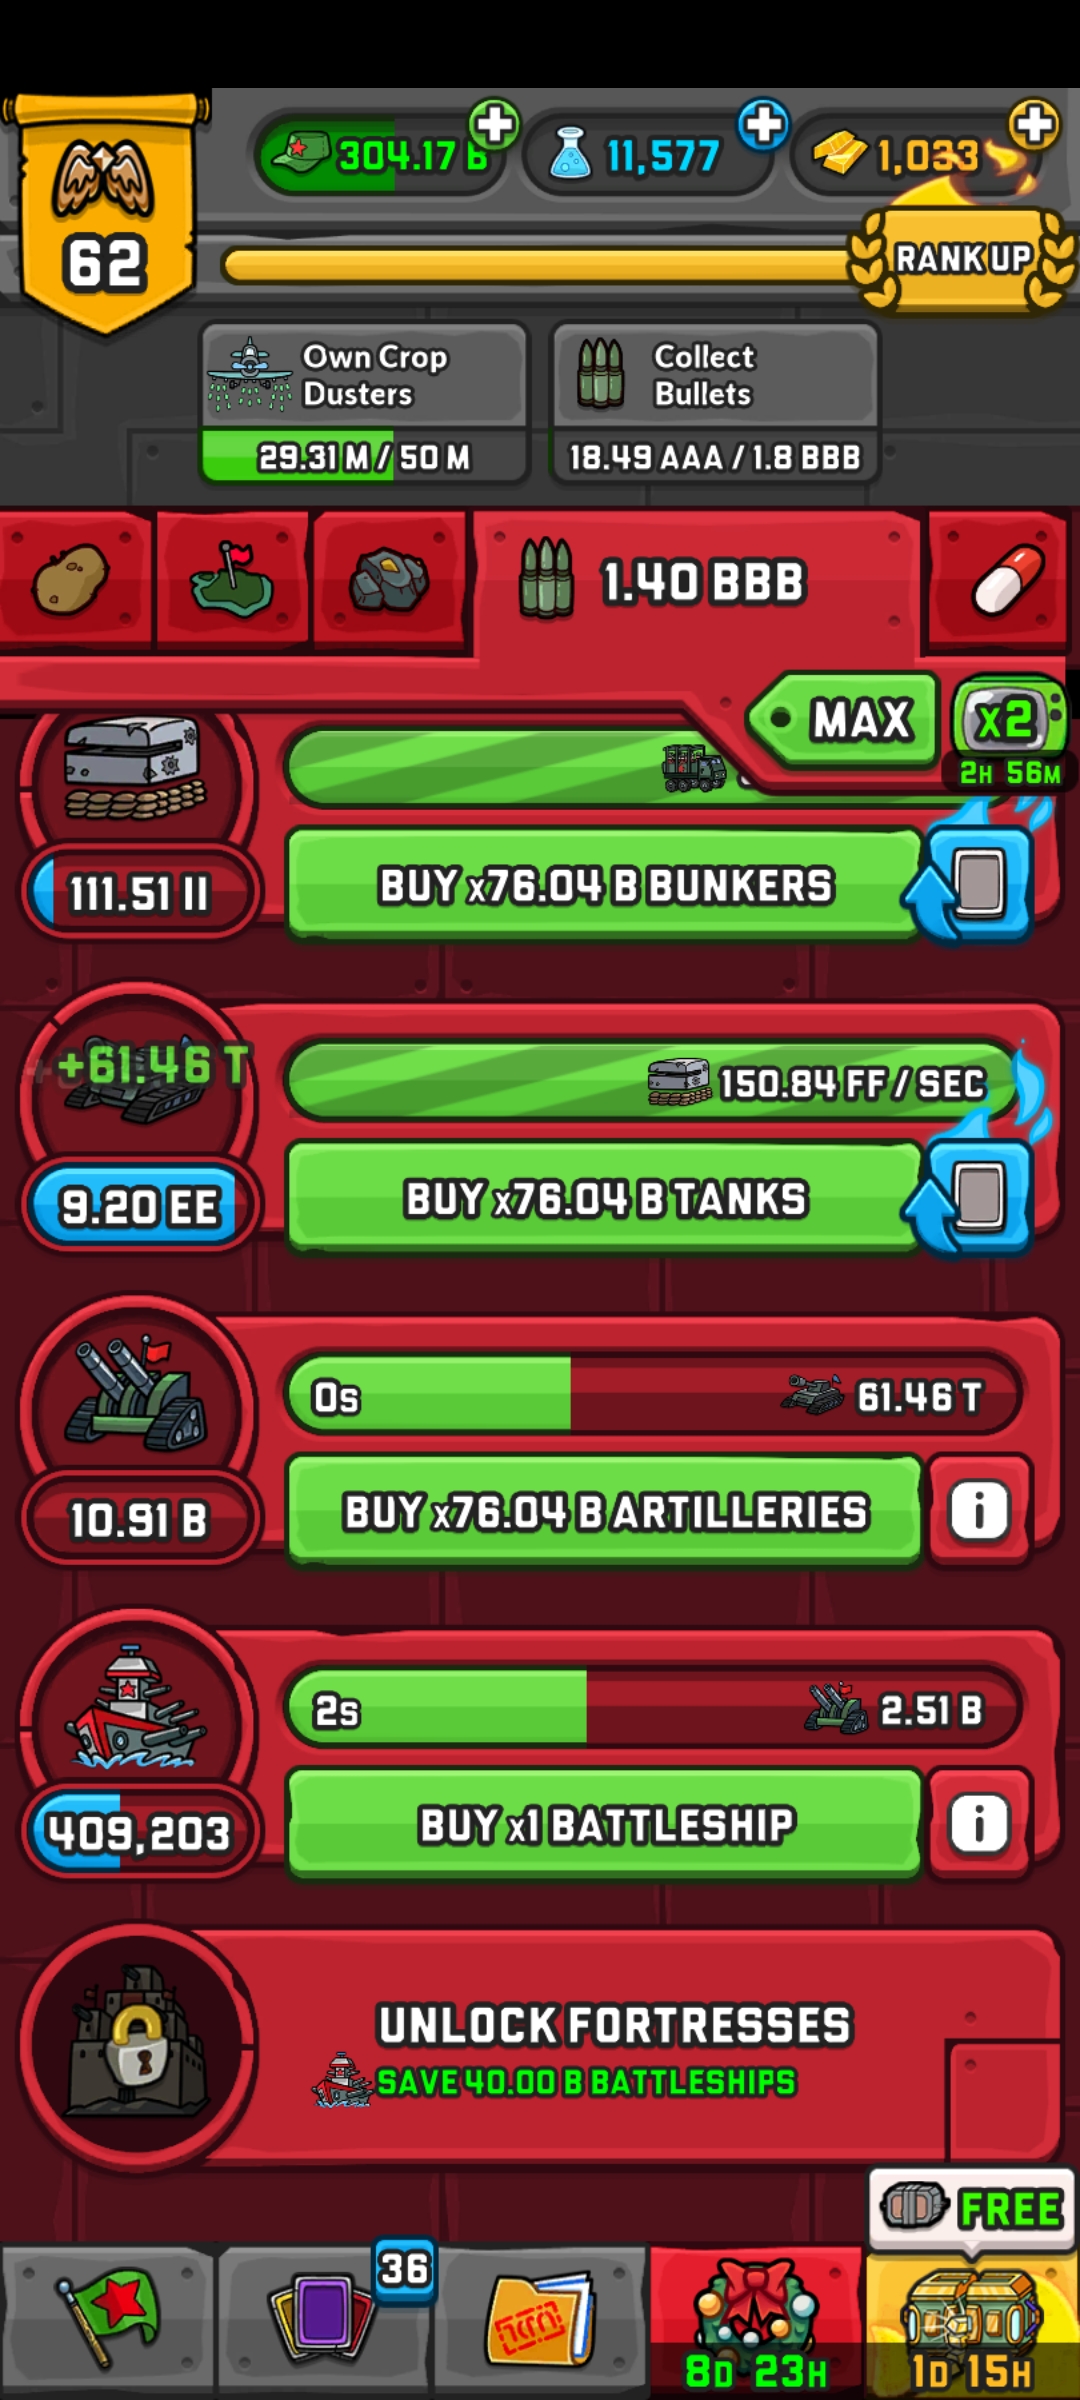 304.17 B
11,577
1,033
62
RANK UP
Own Crop
Dusters
29.31 M / 50 M
Collect
Bullets
18.49 AAA / 1.8 BBB
1.40 BBB
MAX
x2
2H 56M
111.51 II
BUY x76.04 B BUNKERS
+61.46 T
150.84 FF / SEC
9.20 EE
BUY x76.04 B TANKS
0s
61.46 T
10.91 B
BUY x76.04 B ARTILLERIES
i
2s
2.51 B
409,203
BUY x1 BATTLESHIP
i
UNLOCK FORTRESSES
SAVE 40.00 B BATTLESHIPS
FREE
36
8D 23H
1D 15H